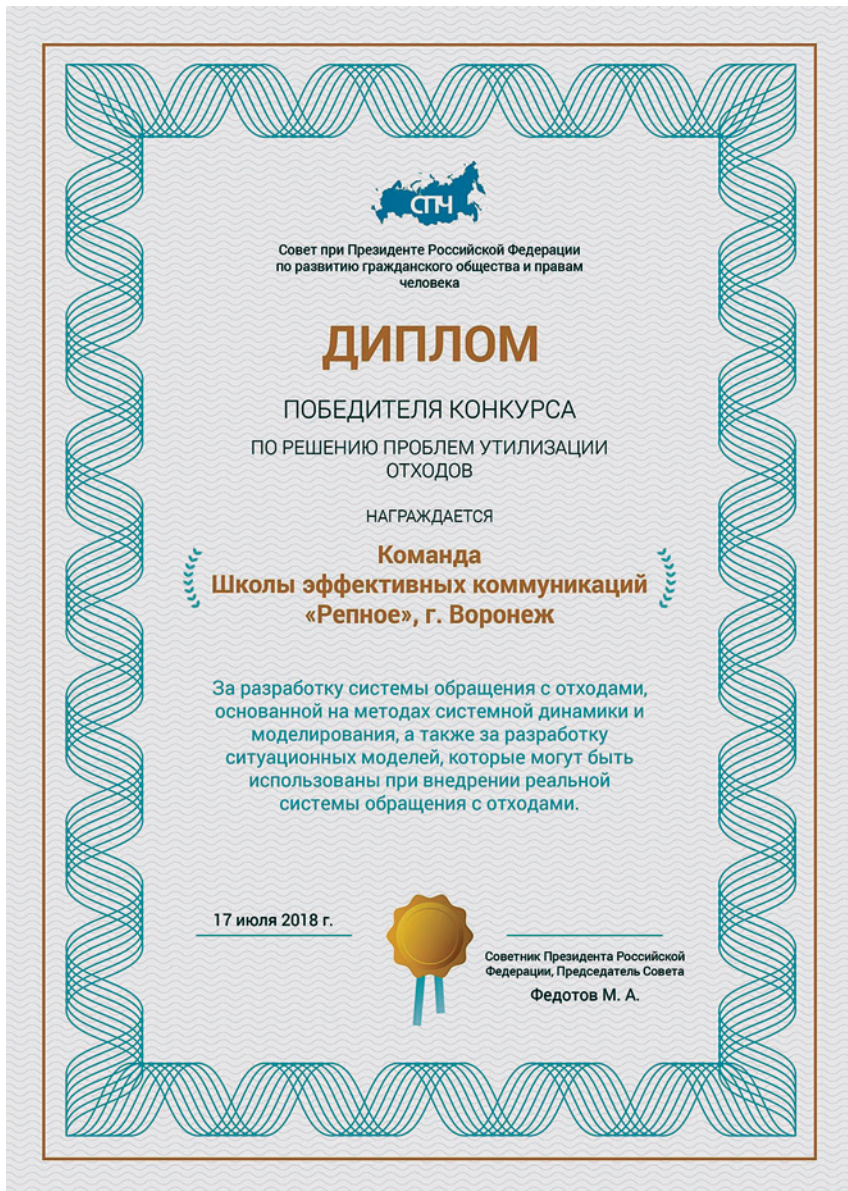 СПЧ
Совет при Президенте Российской Федерации
по развитию гражданского общества и правам
человека
ДИПЛОМ
ПОБЕДИТЕЛЯ КОНКУРСА
ПО РЕШЕНИЮ ПРОБЛЕМ УТИЛИЗАЦИИ
ОТХОДОВ
НАГРАЖДАЕТСЯ
Команда
Школы эффективных коммуникаций
«Репное», г. Воронеж
За разработку системы обращения с отходами,
основанной на методах системной динамики и
моделирования, а также за разработку
ситуационных моделей, которые могут быть
использованы при внедрении реальной
системы обращения с отходами.
17 июля 2018 г.
Советник Президента Российской
Федерации, Председатель Совета
Федотов М. А.